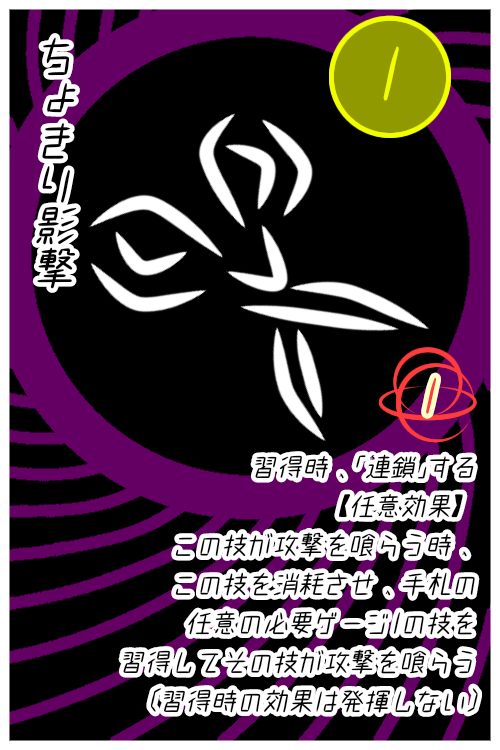 ちょきり影撃
1
1
習得時、「連鎖」する
【任意効果】
この技が攻撃を喰らう時、
この技を消耗させ、手札の
任意の必要ゲージ1の技を
習得してその技が攻撃を喰らう
(習得時の効果は発揮しない)